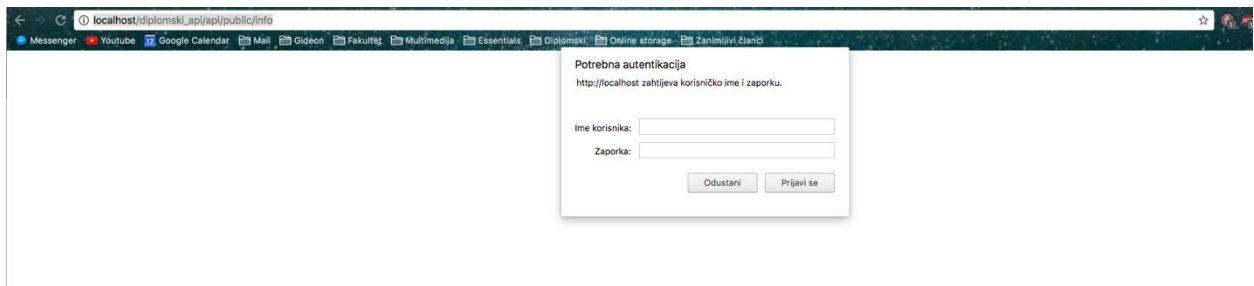 localhost/diplomski_api/api/public/info
Messenger Youtube 17 Google Calendar Mail Gideon Fakultet Multimedija Essentials Diplomski Online storage Zanimljivi članci
Potrebna autentikacija
http://localhost zahtijeva korisničko ime i zaporku.
Ime korisnika:
Zaporka:
Odustani Prijavi se